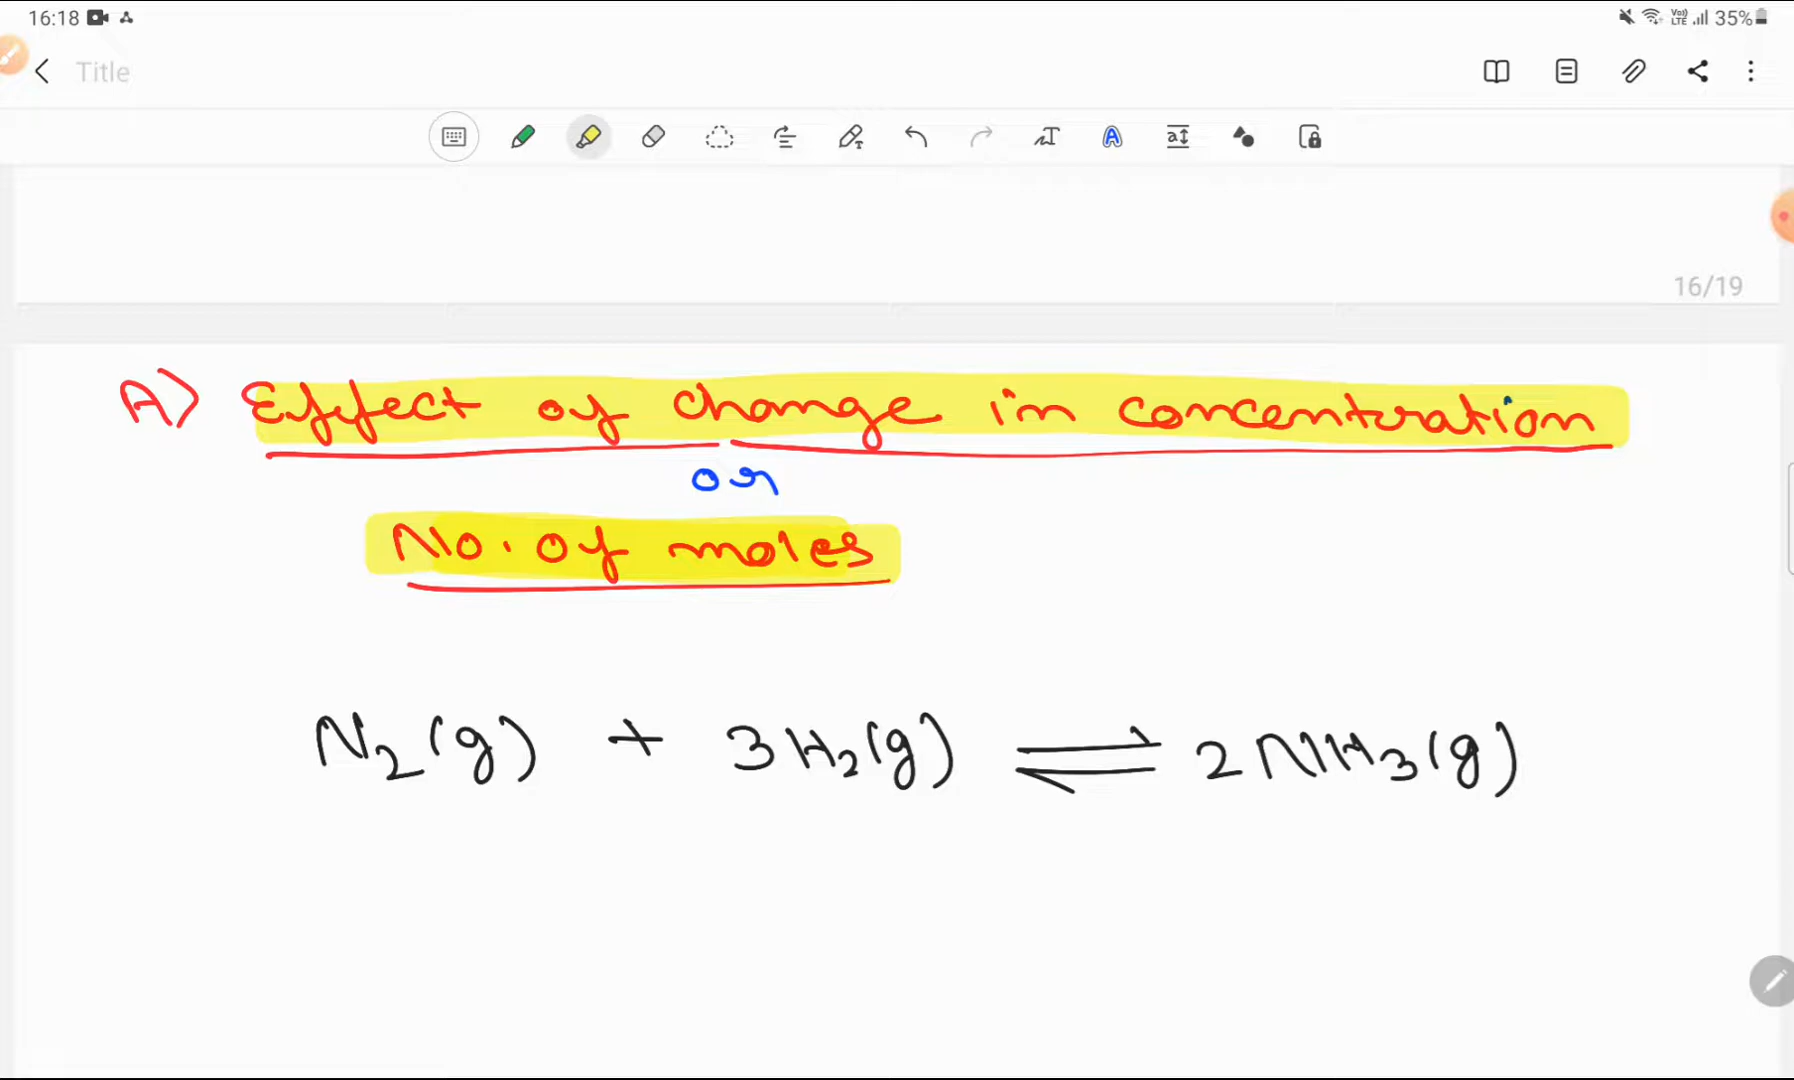 16:18 35%
Title
16/19
A) Effect of change in concentration
or
No. of moles
N₂(g) + 3H₂(g) ⇌ 2NH₃(g)